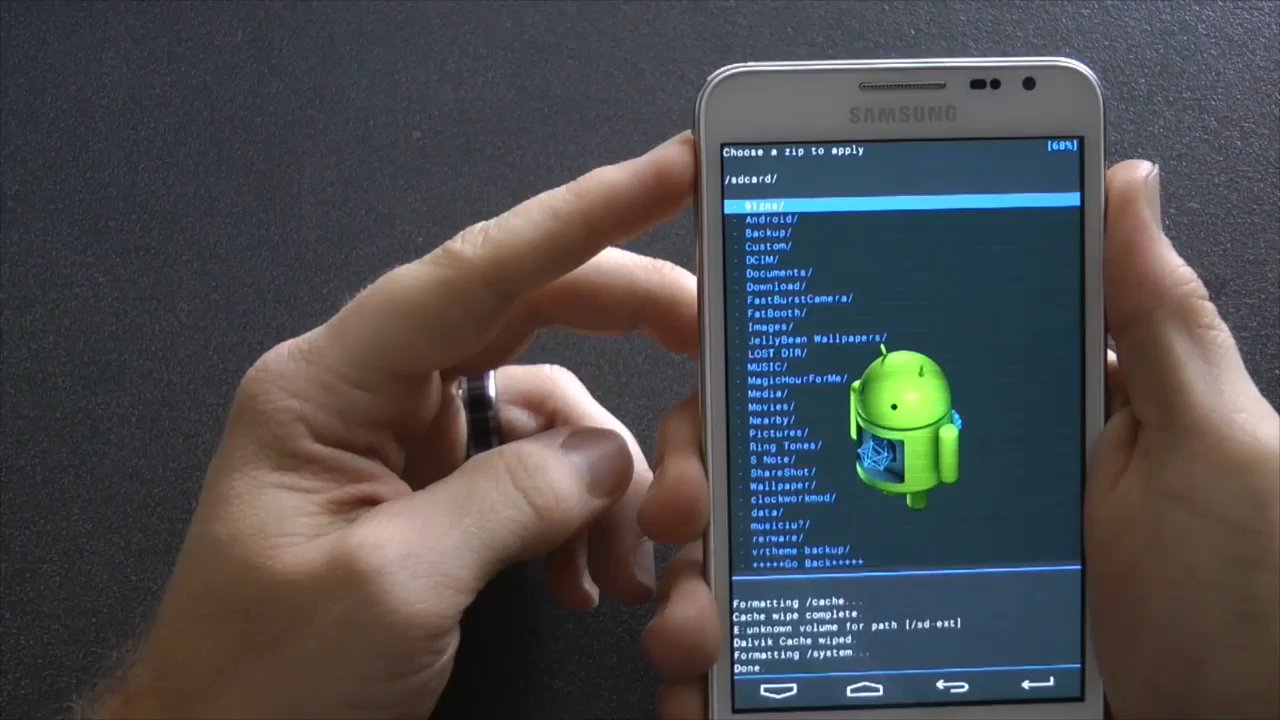 SAMSUNG
Choose a zip to apply [68%]
/sdcard/
- 91zne/
- Android/
- Backup/
- Custom/
- DCIM/
- Documents/
- Download/
- FastBurstCamera/
- FatBooth/
- Images/
- JellyBean Wallpapers/
- LOST.DIR/
- MUSIC/
- MagicHourForMe/
- Media/
- Movies/
- Nearby/
- Pictures/
- Ring Tones/
- S Note/
- ShareShot/
- Wallpaper/
- clockworkmod/
- data/
- musiciu?/
- rerware/
- vrtheme-backup/
- +++++Go Back+++++
Formatting /cache...
Cache wipe complete.
E:unknown volume for path [/sd-ext]
Dalvik Cache wiped.
Formatting /system...
Done.